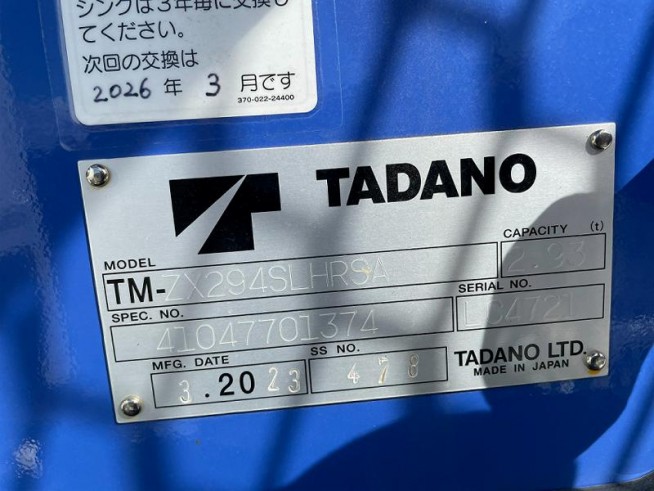 シングは3年毎に交換し
てください。
次回の交換は
2026 年 3 月です
370-022-24400
TADANO
MODEL
TM-ZX294SLHRSA
CAPACITY (t)
2.93
SPEC. NO.
41047701374
SERIAL NO.
MFG. DATE
3.2023
SS NO.
478
TADANO LTD.
MADE IN JAPAN